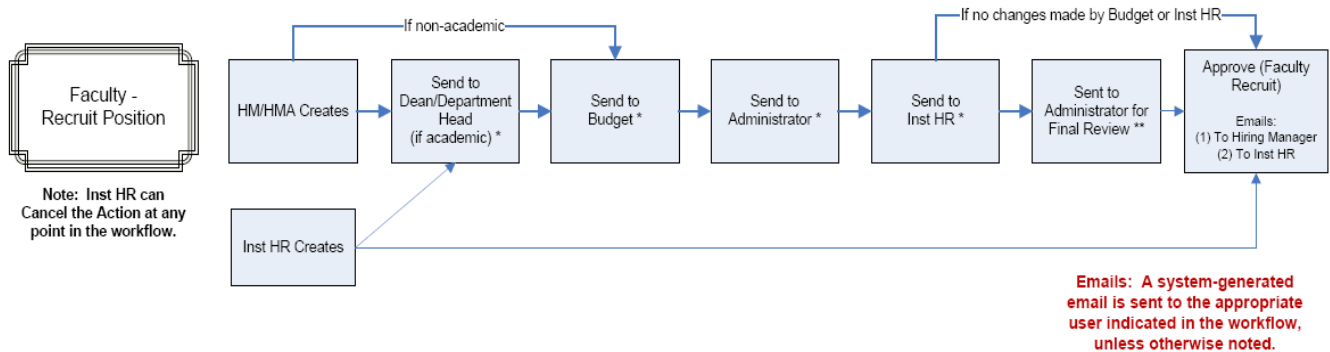 If non-academic
If no changes made by Budget or Inst HR
Faculty -
Recruit Position
HM/HMA Creates
Send to
Dean/Department
Head
(if academic) *
Send to
Budget *
Send to
Administrator *
Send to
Inst HR *
Sent to
Administrator for
Final Review **
Approve (Faculty
Recruit)
Emails:
(1) To Hiring Manager
(2) To Inst HR
Note: Inst HR can
Cancel the Action at any
point in the workflow.
Inst HR Creates
Emails: A system-generated
email is sent to the appropriate
user indicated in the workflow,
unless otherwise noted.